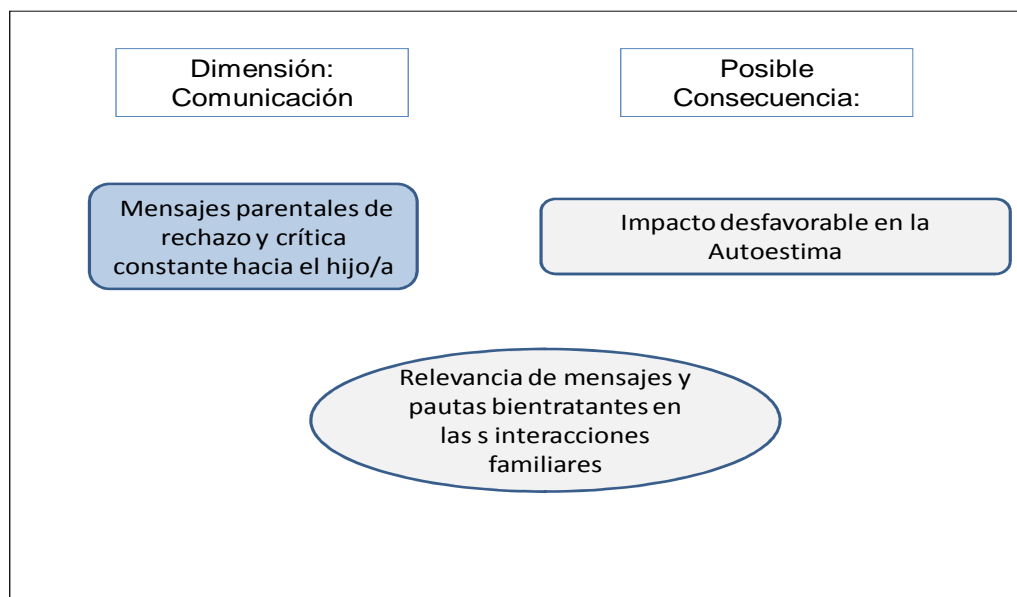 Dimensión:
Comunicación
Posible
Consecuencia:
Mensajes parentales de
rechazo y crítica
constante hacia el hijo/a
Impacto desfavorable en la
Autoestima
Relevancia de mensajes y
pautas bientratantes en
las s interacciones
familiares